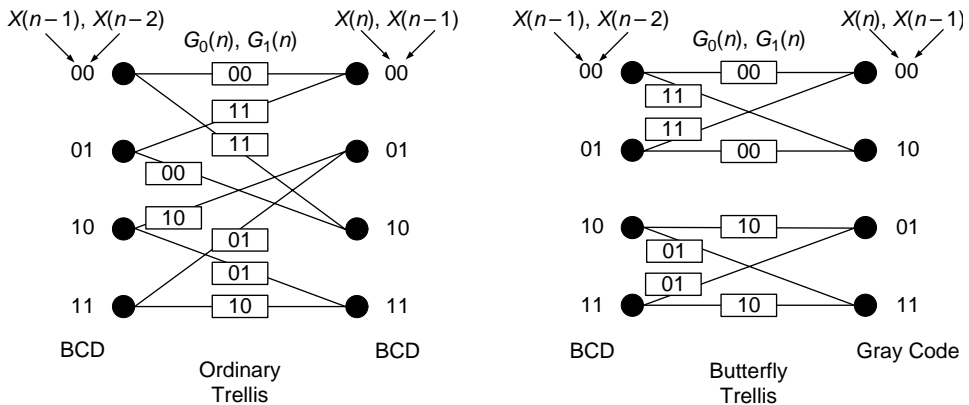 X(n−1), X(n−2)
X(n), X(n−1)
G0(n), G1(n)
00
00
00
11
11
01
01
00
10
10
10
01
01
11
10
11
BCD
BCD
Ordinary
Trellis
X(n−1), X(n−2)
X(n), X(n−1)
G0(n), G1(n)
00
00
00
11
11
01
00
10
10
10
01
01
01
11
10
11
BCD
Gray Code
Butterfly
Trellis